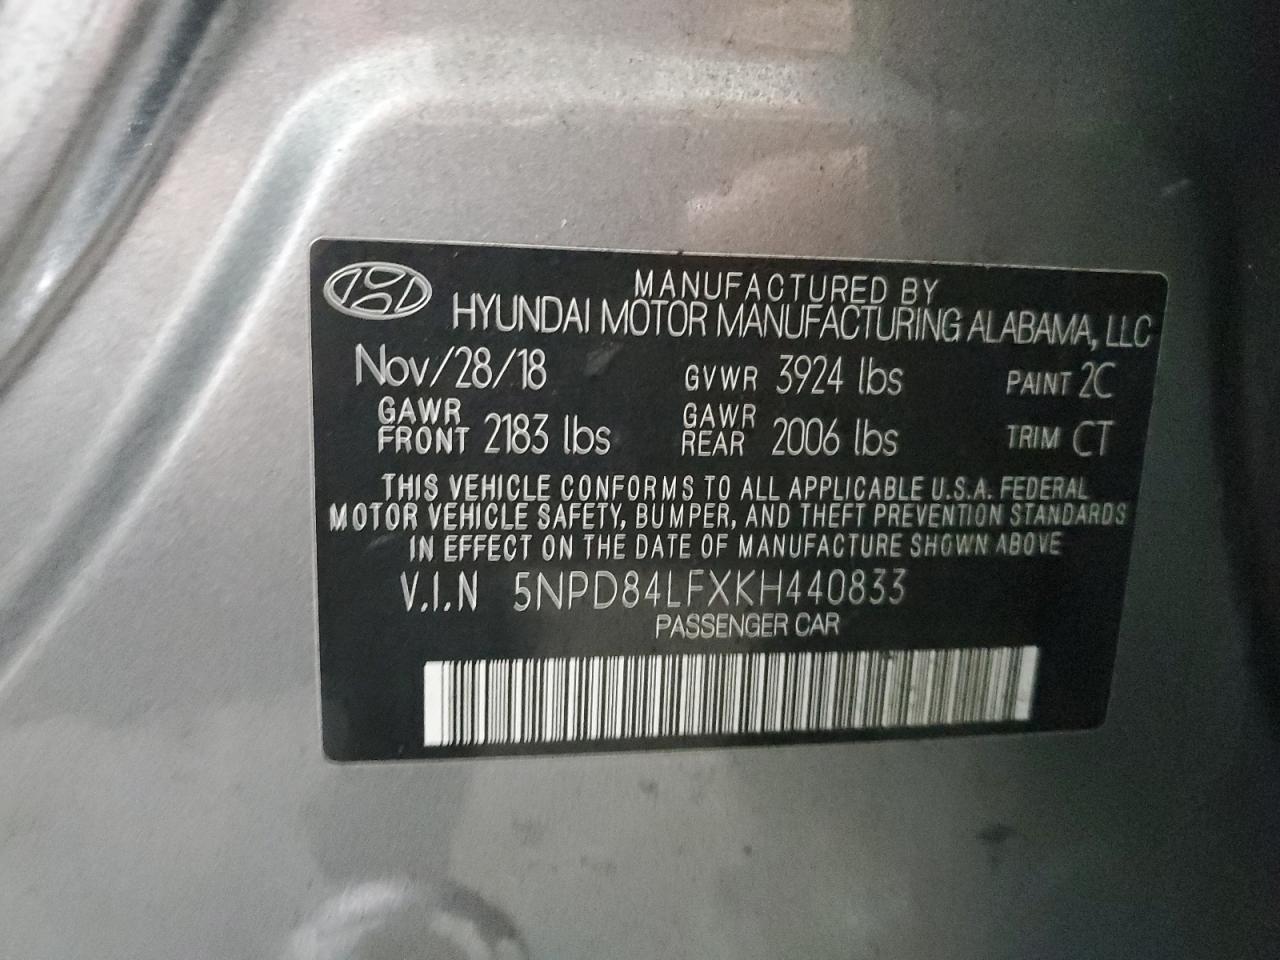 MANUFACTURED BY
HYUNDAI MOTOR MANUFACTURING ALABAMA, LLC
Nov/28/18 GVWR 3924 lbs PAINT 2C
GAWR FRONT 2183 lbs GAWR REAR 2006 lbs TRIM CT
THIS VEHICLE CONFORMS TO ALL APPLICABLE U.S.A. FEDERAL
MOTOR VEHICLE SAFETY, BUMPER, AND THEFT PREVENTION STANDARDS
IN EFFECT ON THE DATE OF MANUFACTURE SHOWN ABOVE
V.I.N 5NPD84LFXKH440833
PASSENGER CAR